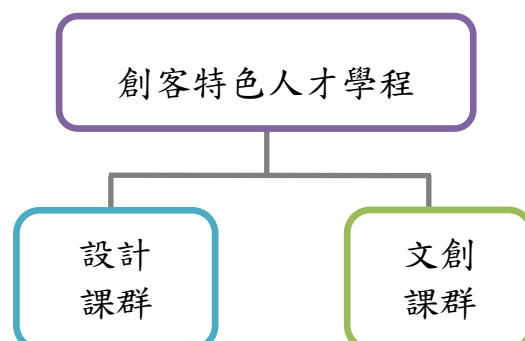 創客特色人才學程
設計
課群
文創
課群